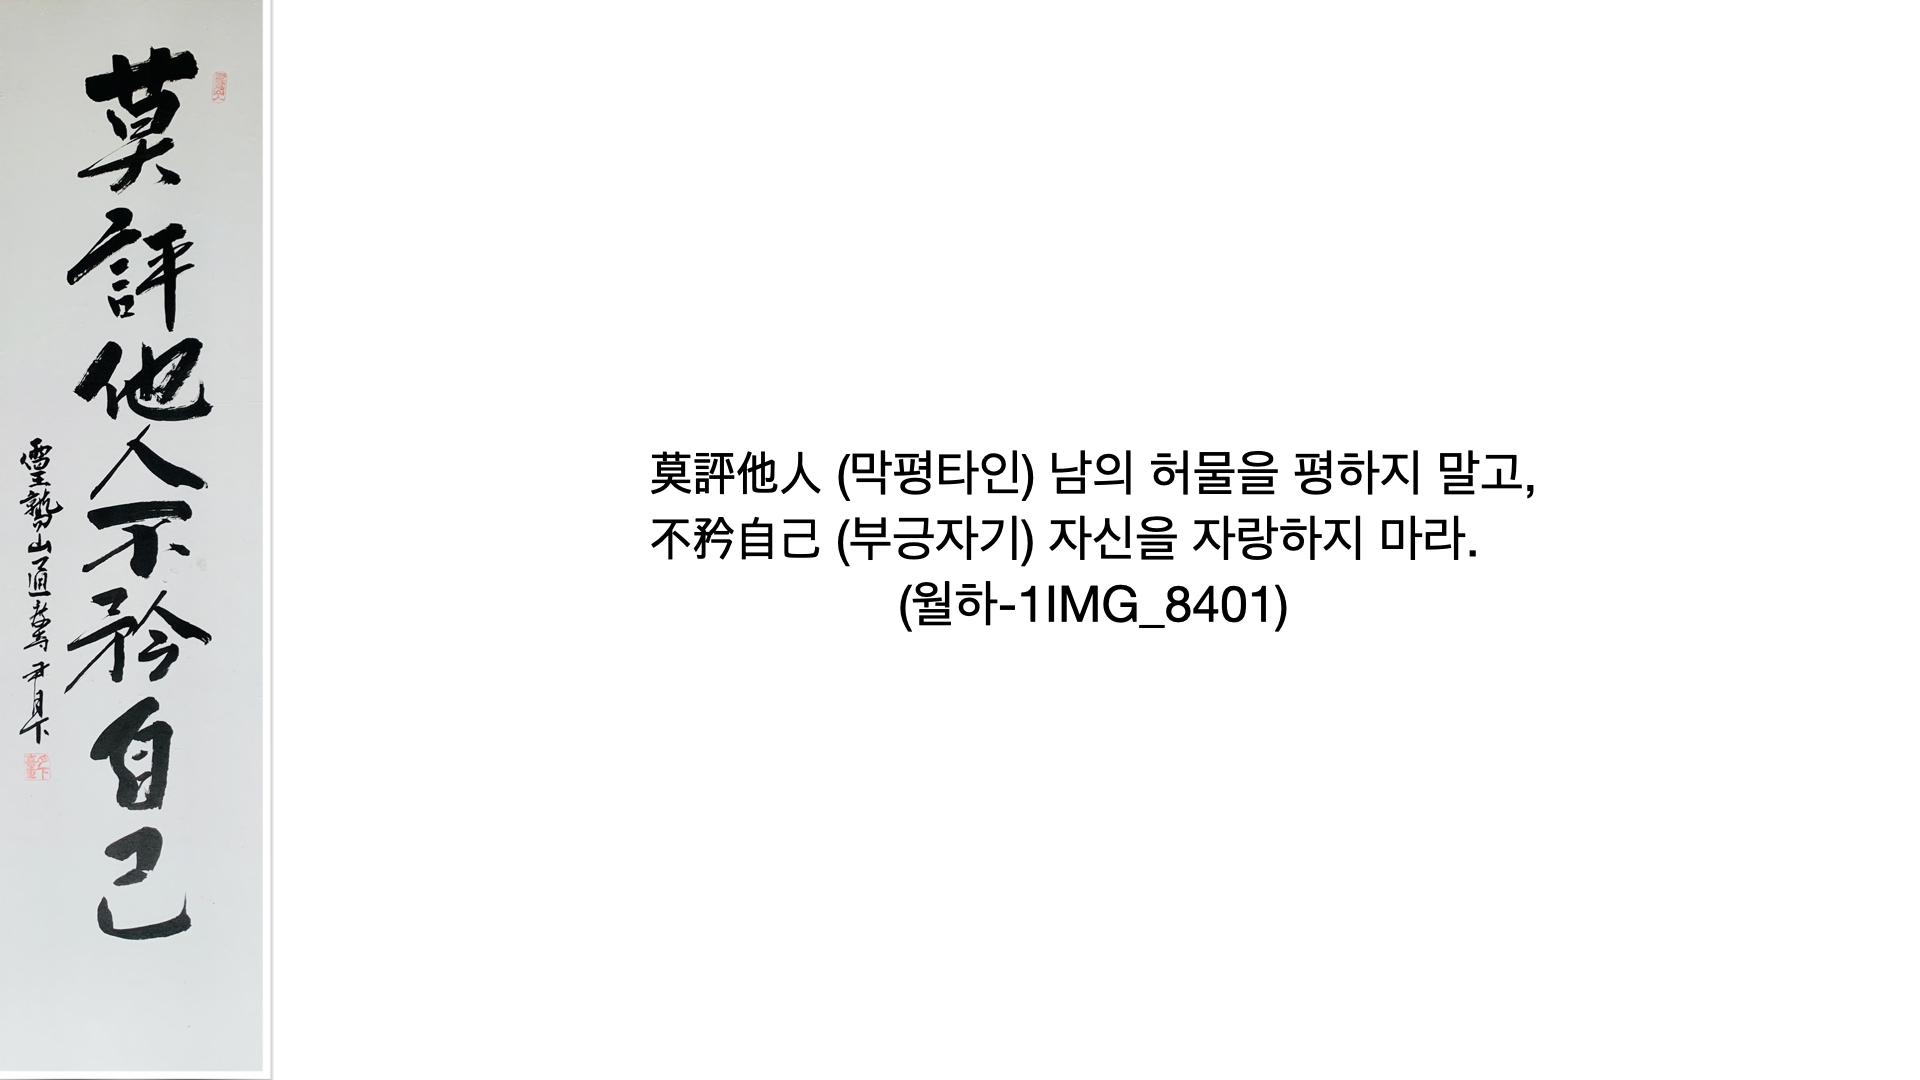 莫評他人不矜自己
靈鷲山通度寺 尹月下
莫評他人 (막평타인) 남의 허물을 평하지 말고,
不矜自己 (부긍자기) 자신을 자랑하지 마라.
(월하-1IMG_8401)